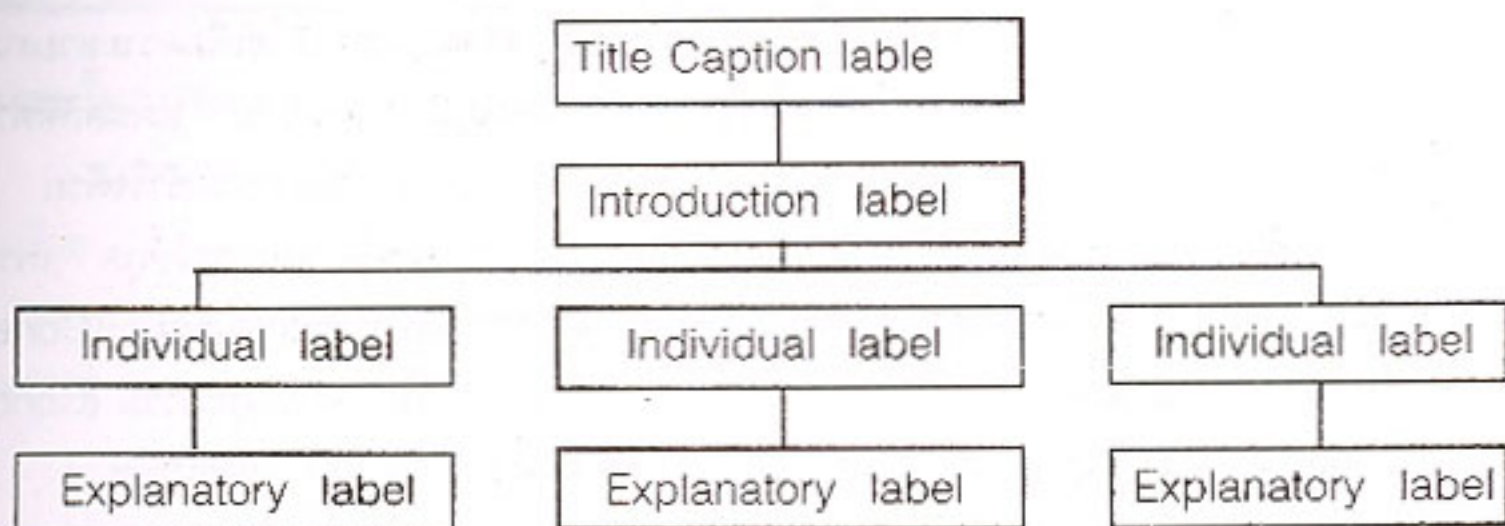 Title Caption lable
Introduction label
Individual label Individual label Individual label
Explanatory label Explanatory label Explanatory label